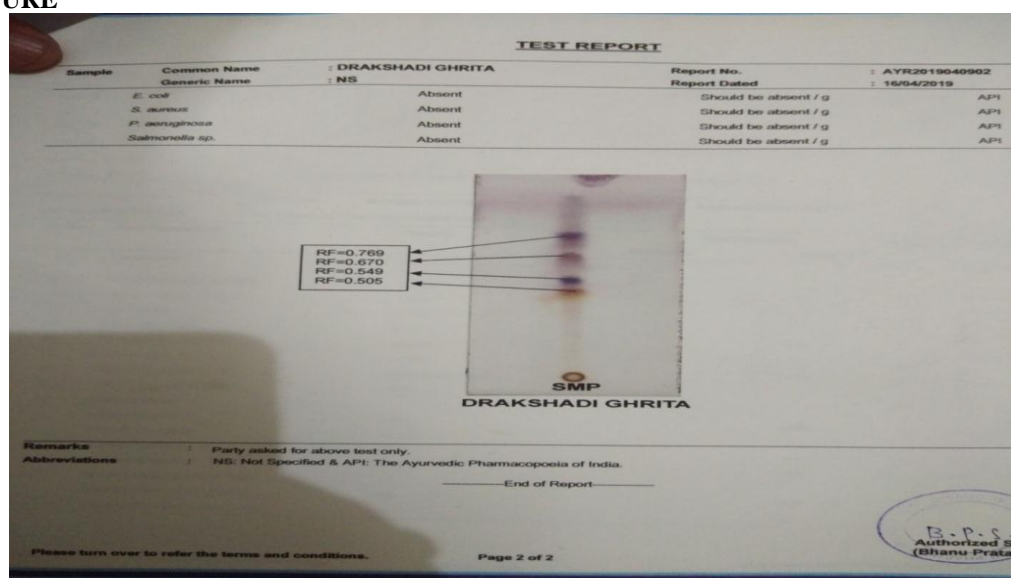 URE
TEST REPORT
Sample Common Name : DRAKSHADI GHRITA Report No. : AYR2019040902
Generic Name : NS Report Dated : 16/04/2019
E. coli Absent Should be absent / g API
S. aureus Absent Should be absent / g API
P. aeruginosa Absent Should be absent / g API
Salmonella sp. Absent Should be absent / g API
RF=0.769
RF=0.670
RF=0.549
RF=0.505
SMP
DRAKSHADI GHRITA
Remarks : Party asked for above test only.
Abbreviations : NS: Not Specified & API: The Ayurvedic Pharmacopoeia of India.
End of Report
B.P.S
Authorized S
(Bhanu Prata
Please turn over to refer the terms and conditions. Page 2 of 2